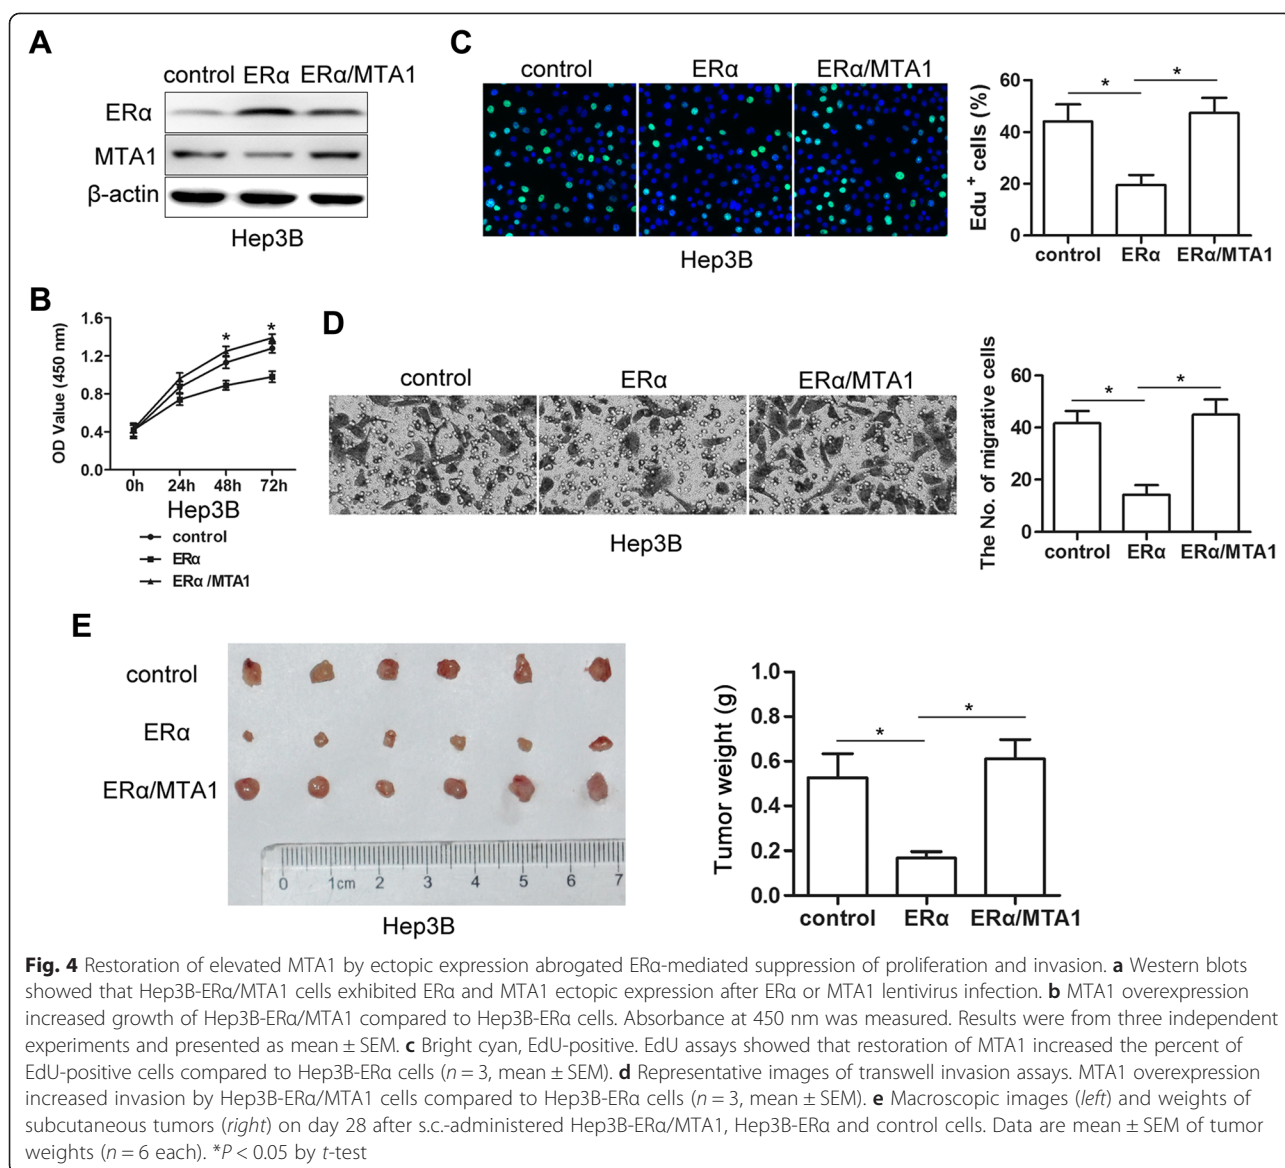 A
control ERα ERα/MTA1
ERα
MTA1
β-actin
Hep3B
C
control ERα ERα/MTA1
Hep3B
Edu + cells (%)
60
40
20
0
* *
control ERα ERα/MTA1
B
OD Value (450 nm)
1.6
1.2
0.8
0.4
0.0
* *
0h 24h 48h 72h
Hep3B
control
ERα
ERα /MTA1
D
control ERα ERα/MTA1
Hep3B
The No. of migrative cells
60
40
20
0
* *
control ERα ERα/MTA1
E
control
ERα
ERα/MTA1
0 1cm 2 3 4 5 6 7
Hep3B
Tumor weight (g)
1.0
0.8
0.6
0.4
0.2
0.0
* *
control ERα ERα/MTA1
Fig. 4 Restoration of elevated MTA1 by ectopic expression abrogated ERα-mediated suppression of proliferation and invasion. a Western blots
showed that Hep3B-ERα/MTA1 cells exhibited ERα and MTA1 ectopic expression after ERα or MTA1 lentivirus infection. b MTA1 overexpression
increased growth of Hep3B-ERα/MTA1 compared to Hep3B-ERα cells. Absorbance at 450 nm was measured. Results were from three independent
experiments and presented as mean ± SEM. c Bright cyan, EdU-positive. EdU assays showed that restoration of MTA1 increased the percent of
EdU-positive cells compared to Hep3B-ERα cells (n = 3, mean ± SEM). d Representative images of transwell invasion assays. MTA1 overexpression
increased invasion by Hep3B-ERα/MTA1 cells compared to Hep3B-ERα cells (n = 3, mean ± SEM). e Macroscopic images (left) and weights of
subcutaneous tumors (right) on day 28 after s.c.-administered Hep3B-ERα/MTA1, Hep3B-ERα and control cells. Data are mean ± SEM of tumor
weights (n = 6 each). *P < 0.05 by t-test